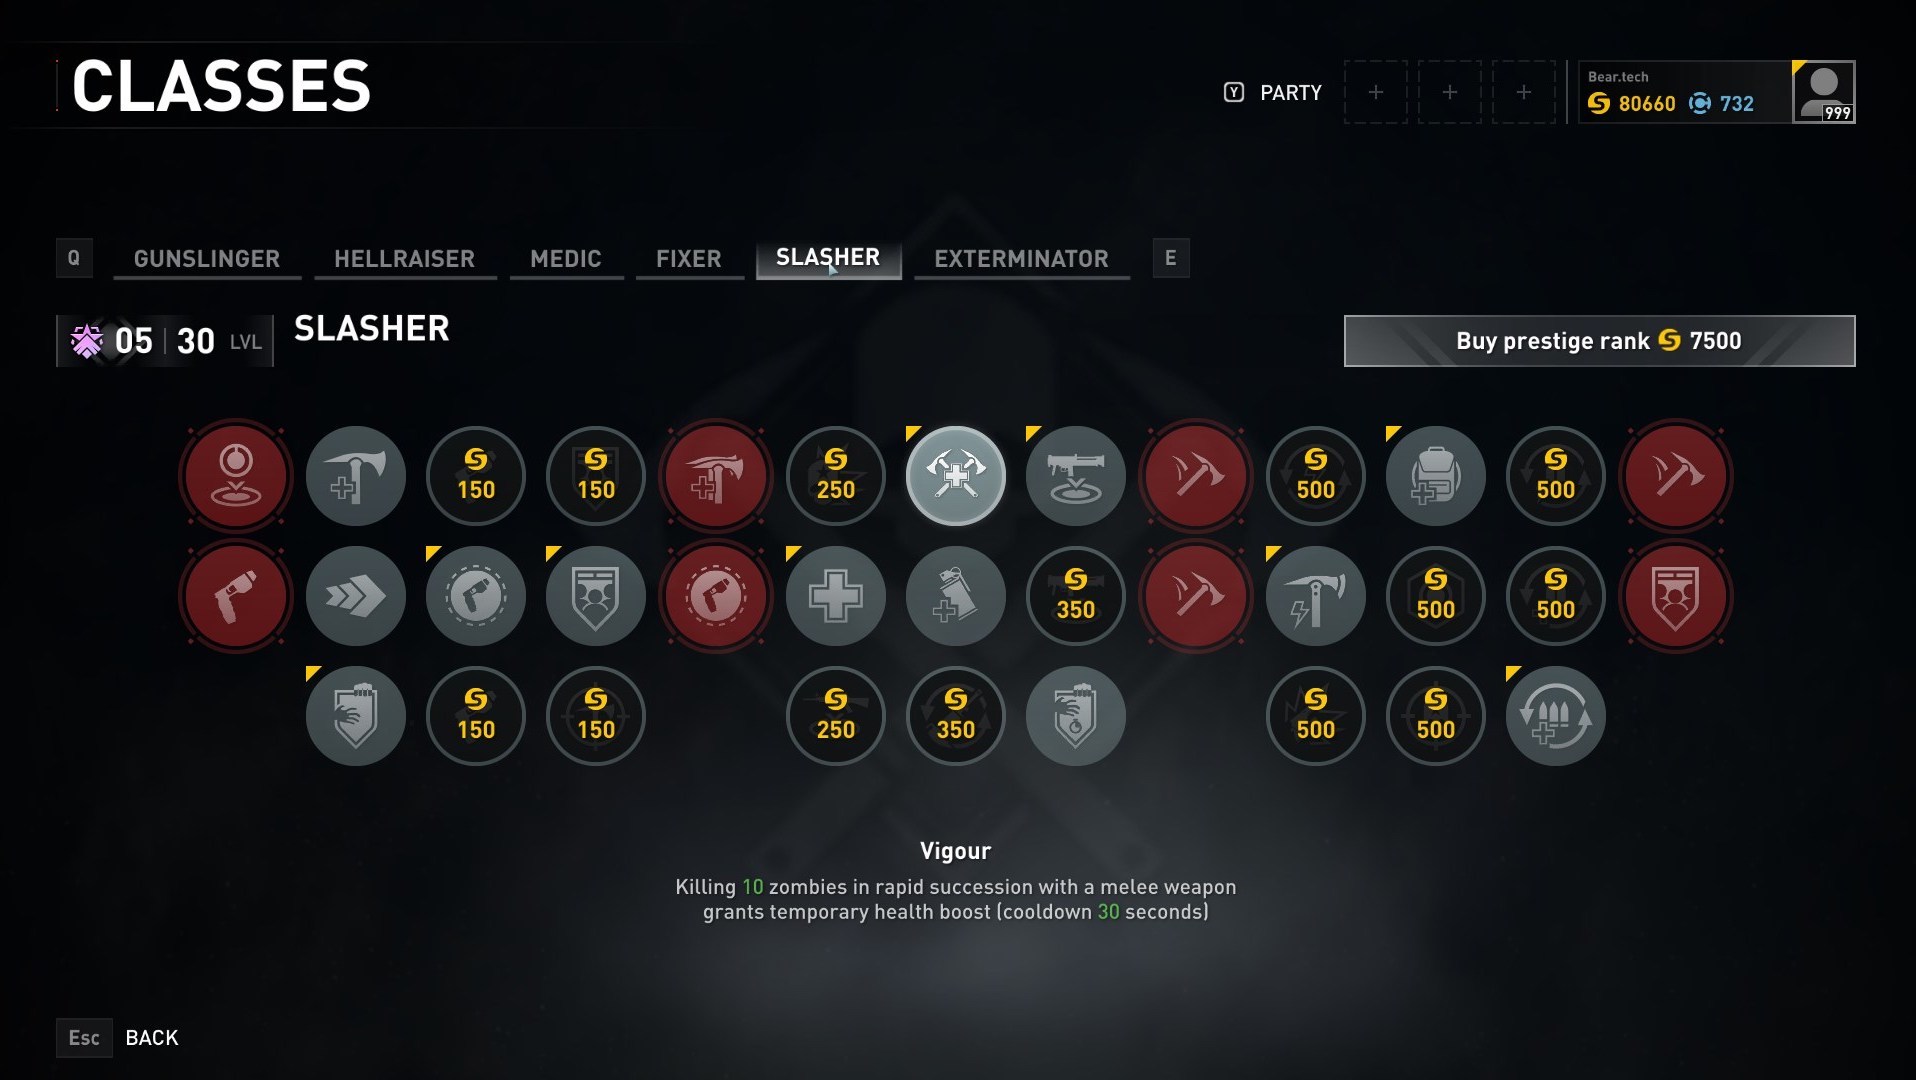 CLASSES
Y PARTY
Bear.tech
80660 732
999
Q GUNSLINGER HELLRAISER MEDIC FIXER SLASHER EXTERMINATOR E
05 30 LVL SLASHER
Buy prestige rank 7500
150 150 250 500 500
350 500 500
150 150 250 350 500 500
Vigour
Killing 10 zombies in rapid succession with a melee weapon
grants temporary health boost (cooldown 30 seconds)
Esc BACK